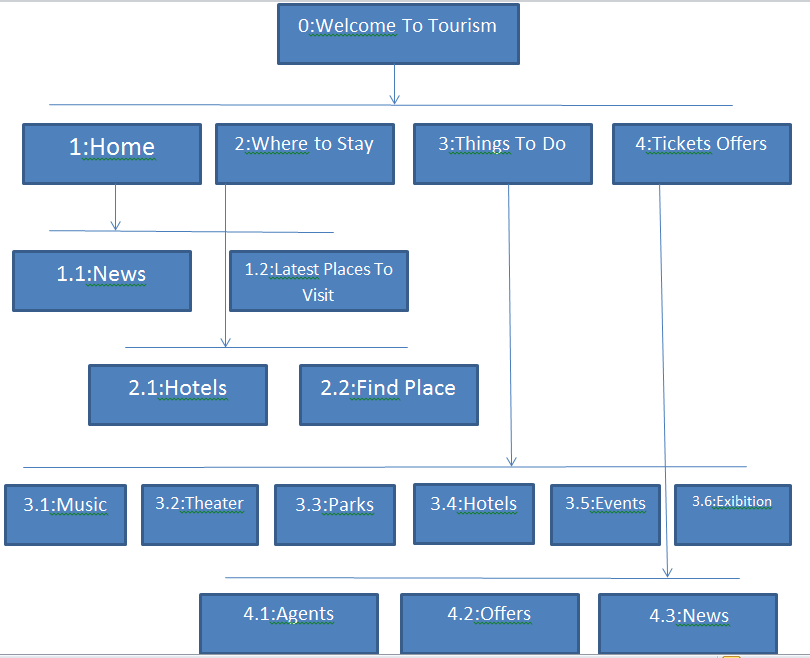 0:Welcome To Tourism
1:Home
2:Where to Stay
3:Things To Do
4:Tickets Offers
1.1:News
1.2:Latest Places To
Visit
2.1:Hotels
2.2:Find Place
3.1:Music
3.2:Theater
3.3:Parks
3.4:Hotels
3.5:Events
3.6:Exibition
4.1:Agents
4.2:Offers
4.3:News